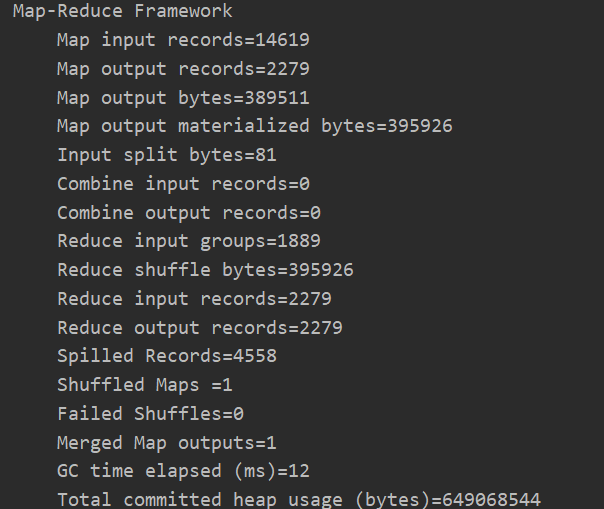 Map-Reduce Framework
Map input records=14619
Map output records=2279
Map output bytes=389511
Map output materialized bytes=395926
Input split bytes=81
Combine input records=0
Combine output records=0
Reduce input groups=1889
Reduce shuffle bytes=395926
Reduce input records=2279
Reduce output records=2279
Spilled Records=4558
Shuffled Maps =1
Failed Shuffles=0
Merged Map outputs=1
GC time elapsed (ms)=12
Total committed heap usage (bytes)=649068544